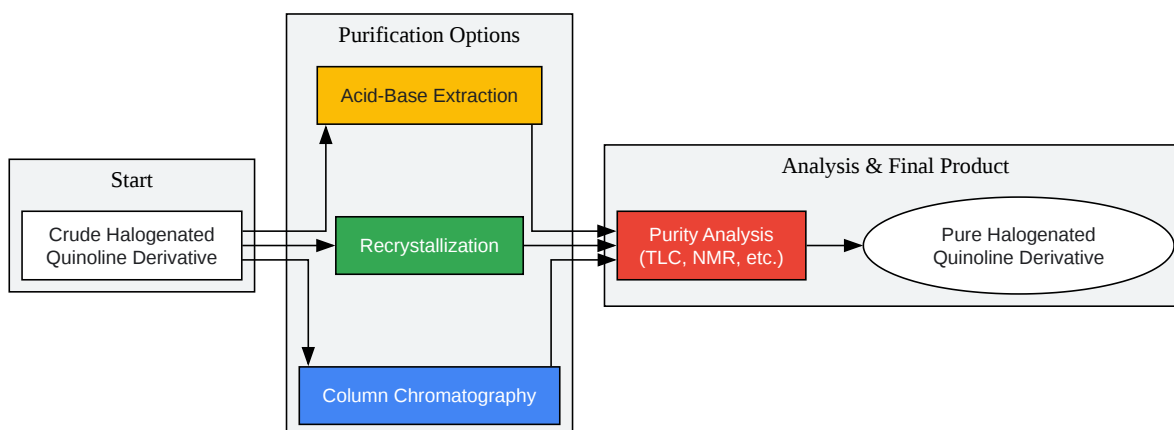 Start
Crude Halogenated
Quinoline Derivative
Purification Options
Acid-Base Extraction
Recrystallization
Column Chromatography
Analysis & Final Product
Purity Analysis
(TLC, NMR, etc.)
Pure Halogenated
Quinoline Derivative